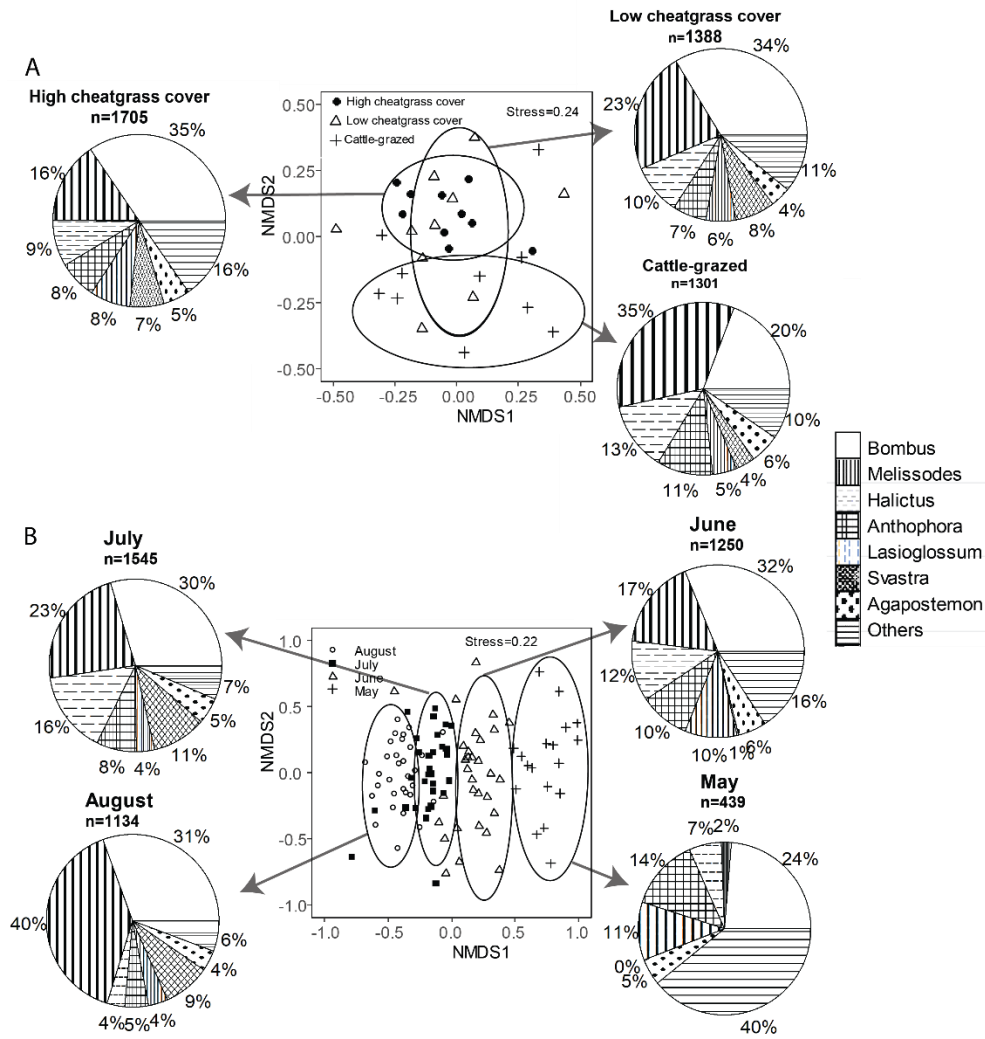 A
High cheatgrass cover
n=1705
35%
16%
9%
8%
8%
7%
5%
16%
High cheatgrass cover
Low cheatgrass cover
Cattle-grazed
Stress=0.24
0.50
0.25
0.00
-0.25
-0.50
NMDS2
-0.50 -0.25 0.00 0.25 0.50
NMDS1
Low cheatgrass cover
n=1388
34%
23%
10%
7%
6%
8%
4%
11%
Cattle-grazed
n=1301
35%
20%
13%
11%
5%
4%
6%
10%
Bombus
Melissodes
Halictus
Anthophora
Lasioglossum
Svastra
Agapostemon
Others
B
July
n=1545
30%
23%
16%
8%
4%
11%
5%
7%
August
n=1134
31%
40%
4%
5%
4%
9%
4%
6%
August
July
June
May
Stress=0.22
1.0
0.5
0.0
-0.5
-1.0
NMDS2
-1.0 -0.5 0.0 0.5 1.0
NMDS1
June
n=1250
32%
17%
12%
10%
10%
1%
6%
16%
May
n=439
7%
2%
24%
14%
11%
0%
5%
40%